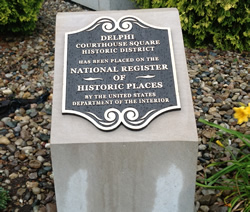 DELPHI
COURTHOUSE SQUARE
HISTORIC DISTRICT
HAS BEEN PLACED ON THE
NATIONAL REGISTER
OF
HISTORIC PLACES
BY THE UNITED STATES
DEPARTMENT OF THE INTERIOR